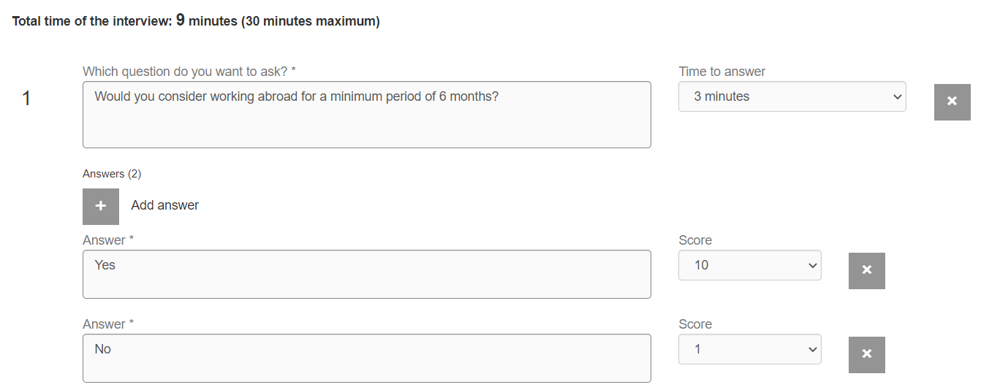 Total time of the interview: 9 minutes (30 minutes maximum)
Which question do you want to ask? *
Time to answer
1
Would you consider working abroad for a minimum period of 6 months?
3 minutes
Answers (2)
Add answer
Answer *
Score
Yes
10
Answer *
Score
No
1